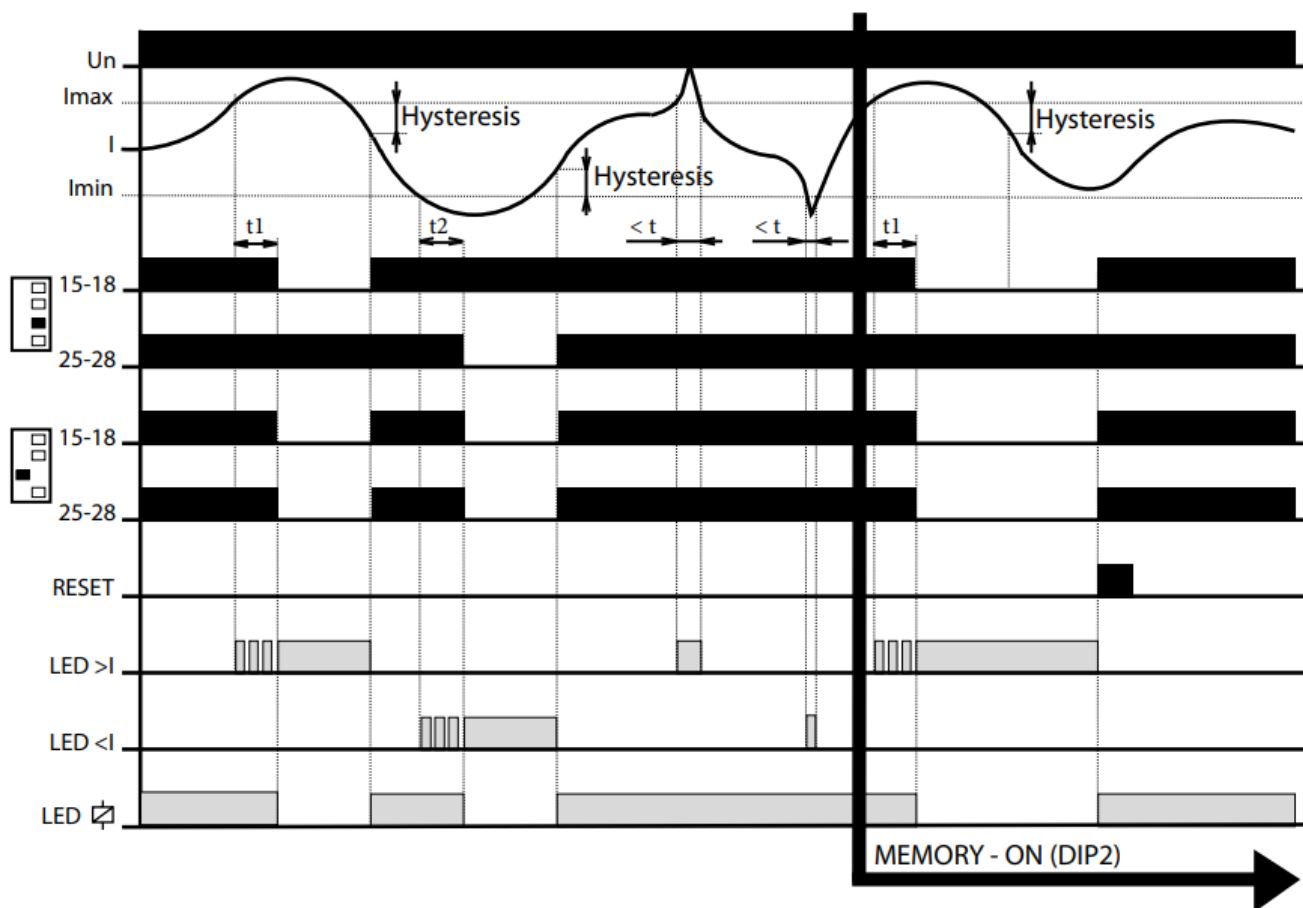 Un
Imax
Hysteresis
Hysteresis
I
Imin
Hysteresis
t1
t2
< t
< t
t1
15-18
25-28
15-18
25-28
RESET
LED >I
LED <I
LED
MEMORY - ON (DIP2)